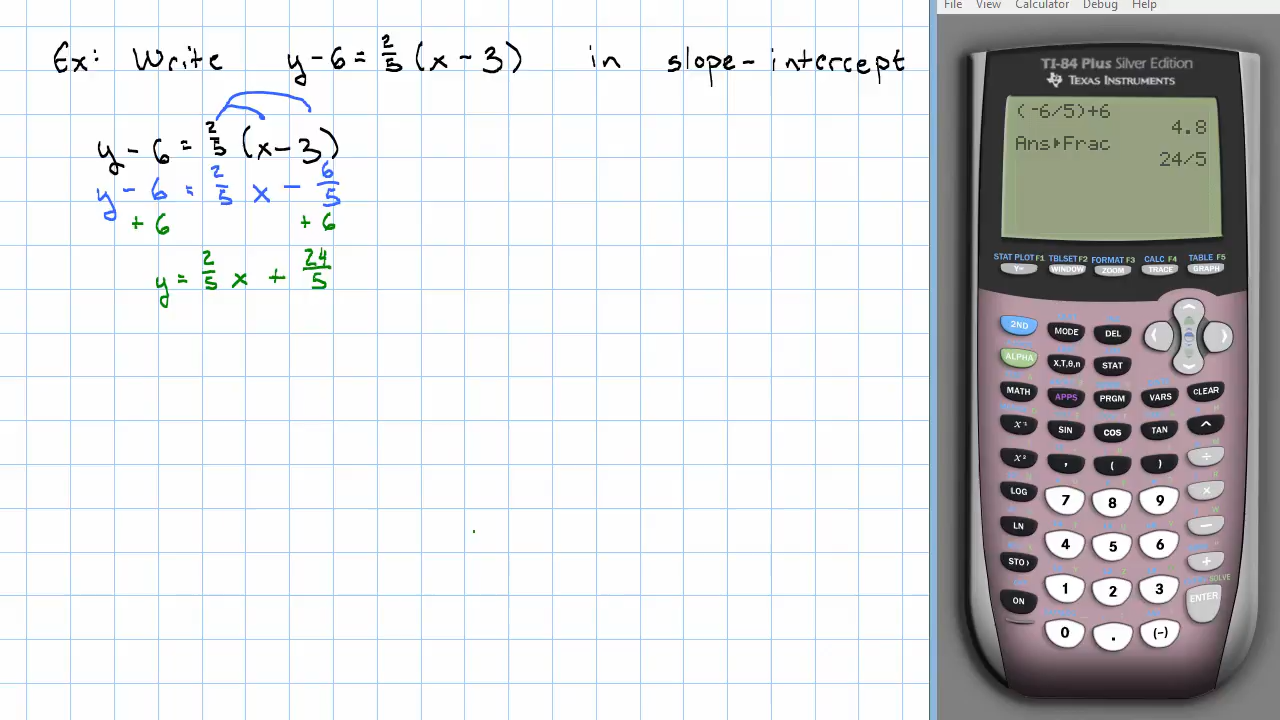 File View Calculator Debug Help
Ex: Write y - 6 = 2/5 (x - 3) in slope-intercept
y - 6 = 2/5 (x - 3)
y - 6 = 2/5 x - 6/5
+ 6 + 6
y = 2/5 x + 24/5
TI-84 Plus Silver Edition
TEXAS INSTRUMENTS
(-6/5)+6
4.8
Ans▸Frac
24/5
STAT PLOT F1 TBLSET F2 FORMAT F3 CALC F4 TABLE F5
Y= WINDOW ZOOM TRACE GRAPH
2ND MODE DEL
ALPHA X,T,θ,n STAT
MATH APPS PRGM VARS CLEAR
x⁻¹ SIN COS TAN ^
x² , ( ) ÷
LOG 7 8 9 ×
LN 4 5 6 −
STO› 1 2 3 +
SOLVE
ON 0 . (-) ENTER